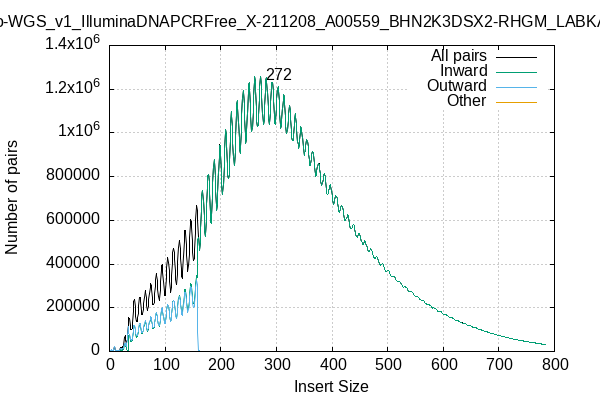 o-WGS_v1_IlluminaDNAPCRFree_X-211208_A00559_BHN2K3DSX2-RHGM_LABKA
1.4x10^6
1.2x10^6
1x10^6
800000
600000
400000
200000
0
Number of pairs
272
All pairs
Inward
Outward
Other
0 100 200 300 400 500 600 700 800
Insert Size